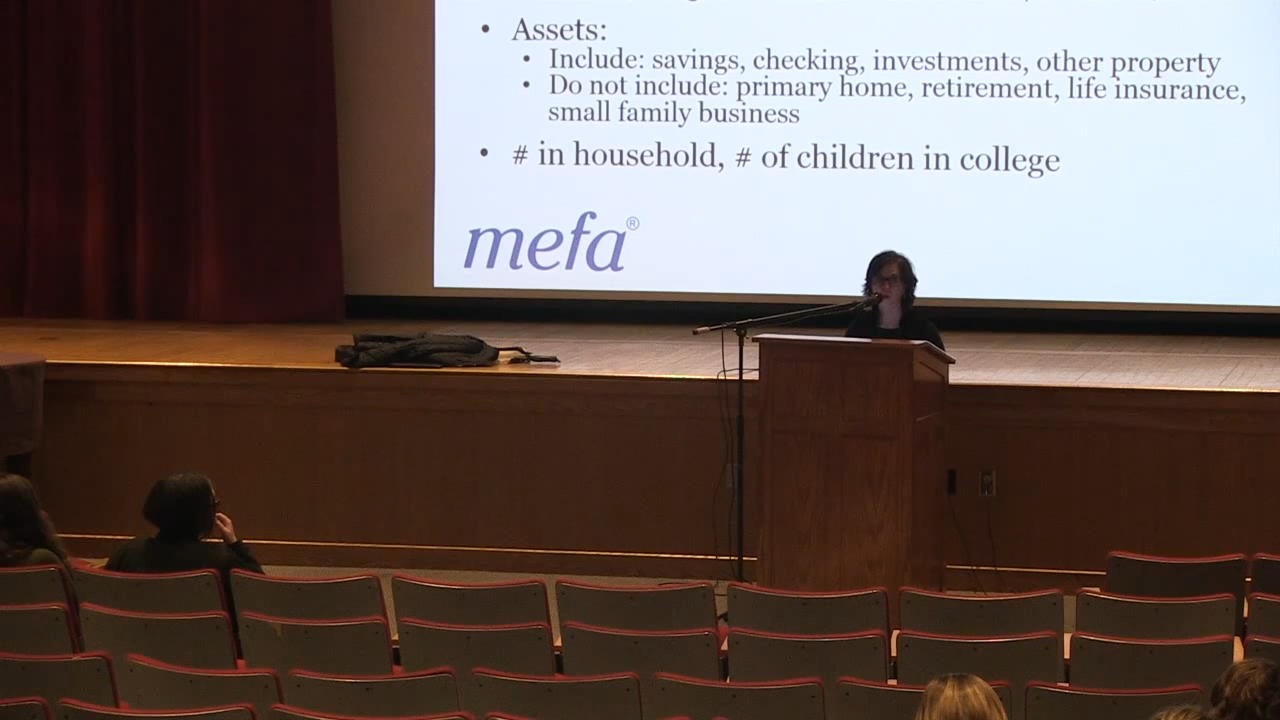 • Assets:
• Include: savings, checking, investments, other property
• Do not include: primary home, retirement, life insurance,
small family business
• # in household, # of children in college
mefa®